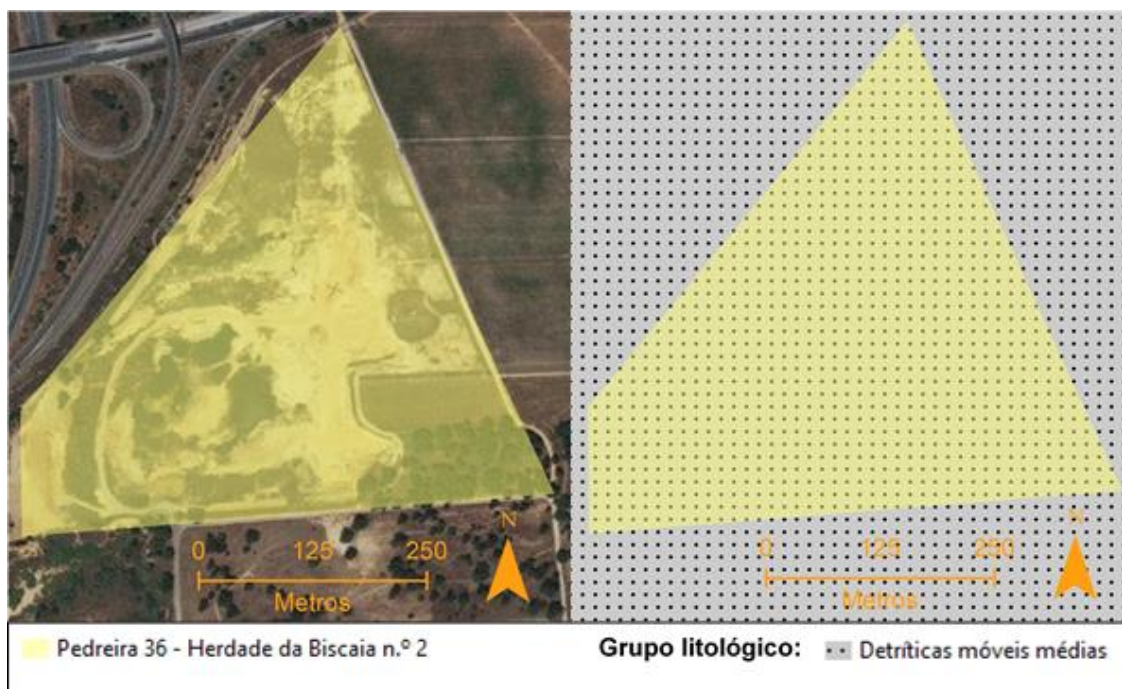 N
0 125 250
Metros
N
0 125 250
Metros
Pedreira 36 - Herdade da Biscaia n.º 2
Grupo litológico: Detríticas móveis médias